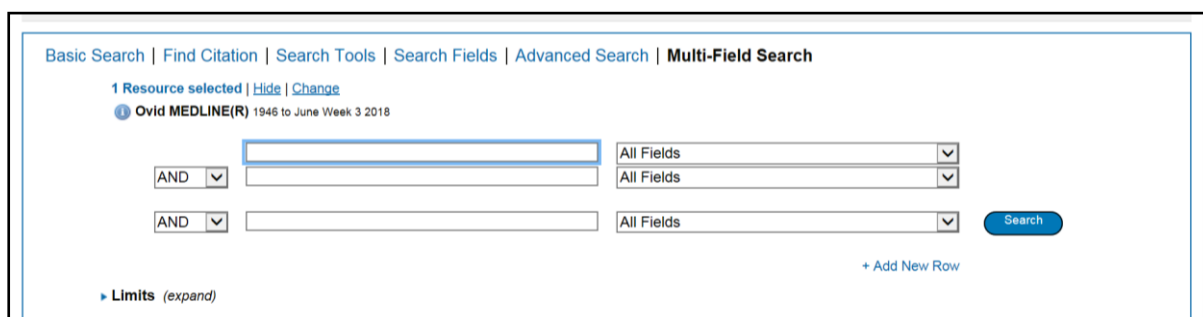 Basic Search | Find Citation | Search Tools | Search Fields | Advanced Search | Multi-Field Search
1 Resource selected | Hide | Change
Ovid MEDLINE(R) 1946 to June Week 3 2018
All Fields
AND All Fields
AND All Fields Search
+ Add New Row
Limits (expand)